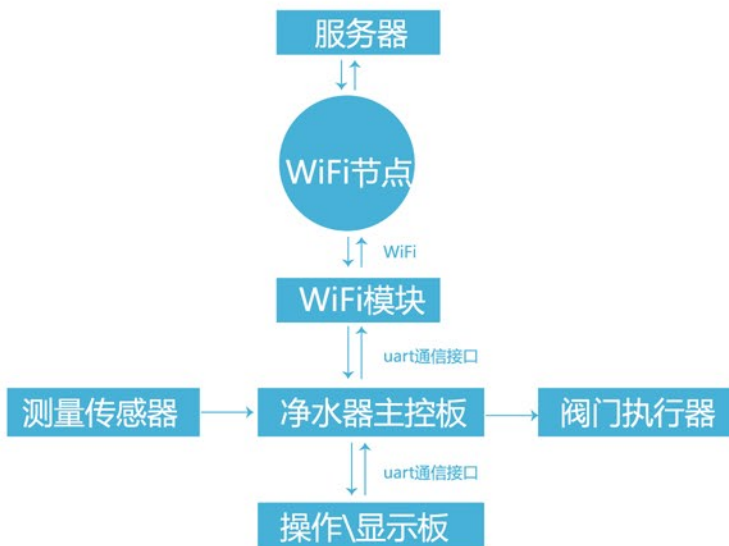 服务器
WiFi节点
WiFi
WiFi模块
uart通信接口
测量传感器
净水器主控板
阀门执行器
uart通信接口
操作\显示板